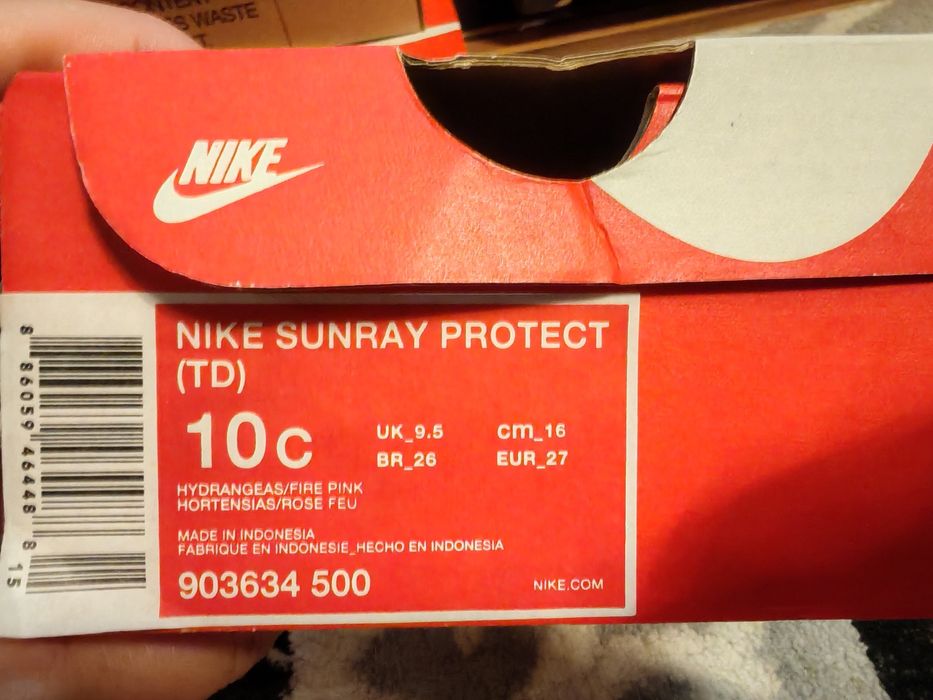 S WASTE
NIKE
NIKE SUNRAY PROTECT
(TD)
10C
UK_9.5 cm_16
BR_26 EUR_27
HYDRANGEAS/FIRE PINK
HORTENSIAS/ROSE FEU
MADE IN INDONESIA
FABRIQUE EN INDONESIE_HECHO EN INDONESIA
903634 500 NIKE.COM
8 86059 46448 8 15